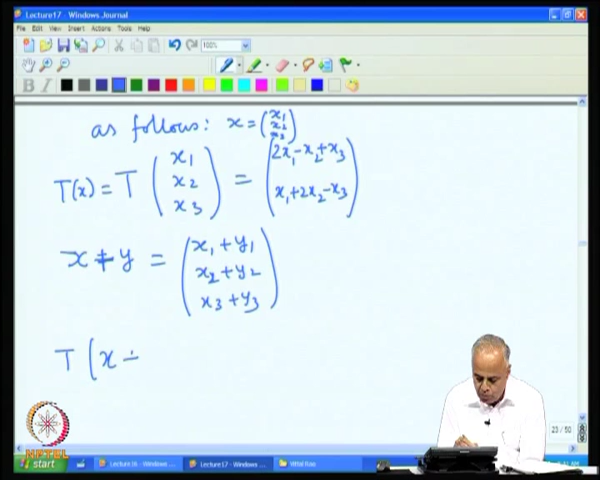 Lecture17 - Windows Journal
File Edit View Insert Actions Tools Help
100%
B I
as follows: x = (x₁ x₂ x₃)
T(x) = T (x₁ x₂ x₃) = (2x₁-x₂+x₃ x₁+2x₂-x₃)
x + y = (x₁+y₁ x₂+y₂ x₃+y₃)
T (x +
23 / 50
NPTEL
start Lecture16 - Windows... Lecture17 - Windows... Vittal Rao